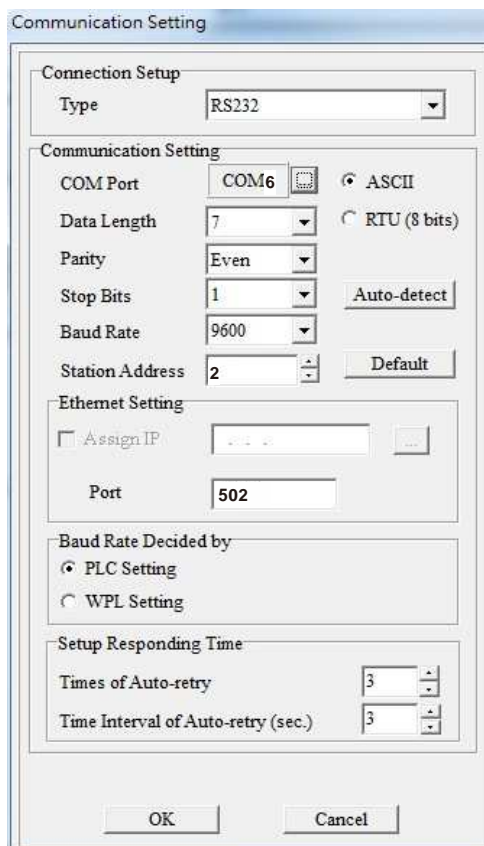 Communication Setting
Connection Setup
Type RS232
Communication Setting
COM Port COM6 ASCII
Data Length 7 RTU (8 bits)
Parity Even
Stop Bits 1 Auto-detect
Baud Rate 9600
Station Address 2 Default
Ethernet Setting
Assign IP . . . ...
Port 502
Baud Rate Decided by
PLC Setting
WPL Setting
Setup Responding Time
Times of Auto-retry 3
Time Interval of Auto-retry (sec.) 3
OK Cancel